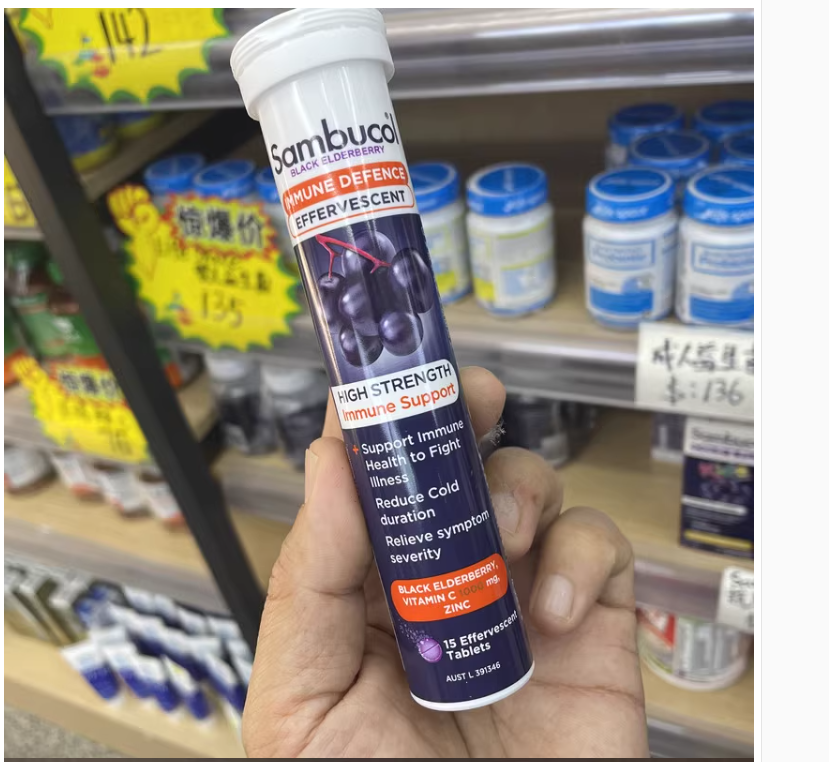 142
Sambucol
BLACK ELDERBERRY
IMMUNE DEFENCE
EFFERVESCENT
HIGH STRENGTH
Immune Support
+ Support Immune
Health to Fight
Illness
Reduce Cold
duration
Relieve symptom
severity
BLACK ELDERBERRY,
VITAMIN C 1000 mg,
ZINC
15 Effervescent
Tablets
AUST L 391346
惊爆价
135
惊爆价
76
成人益生
136